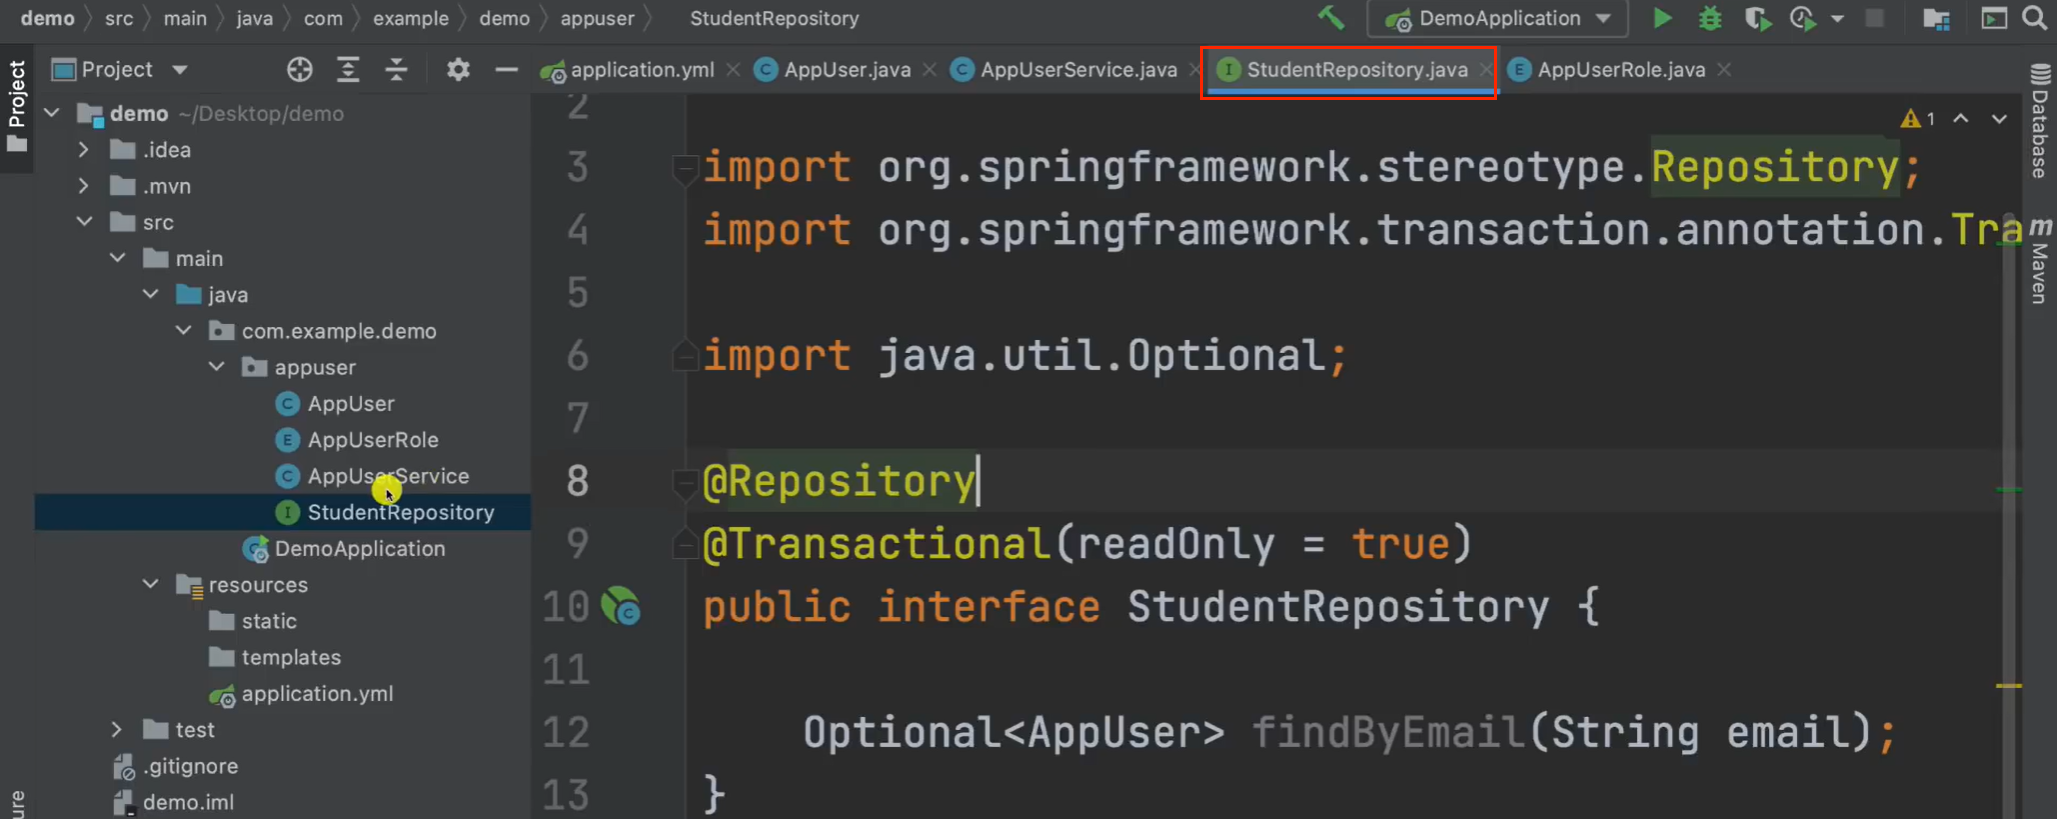 demo src main java com example demo appuser StudentRepository
DemoApplication
Project
Project
application.yml
AppUser.java
AppUserService.java
StudentRepository.java
AppUserRole.java
demo ~/Desktop/demo
.idea
.mvn
src
main
java
com.example.demo
appuser
AppUser
AppUserRole
AppUserService
StudentRepository
DemoApplication
resources
static
templates
application.yml
test
.gitignore
demo.iml
2
3 import org.springframework.stereotype.Repository;
4 import org.springframework.transaction.annotation.Tra
5
6 import java.util.Optional;
7
8 @Repository
9 @Transactional(readOnly = true)
10 public interface StudentRepository {
11
12 Optional<AppUser> findByEmail(String email);
13 }
1
Database
m Maven